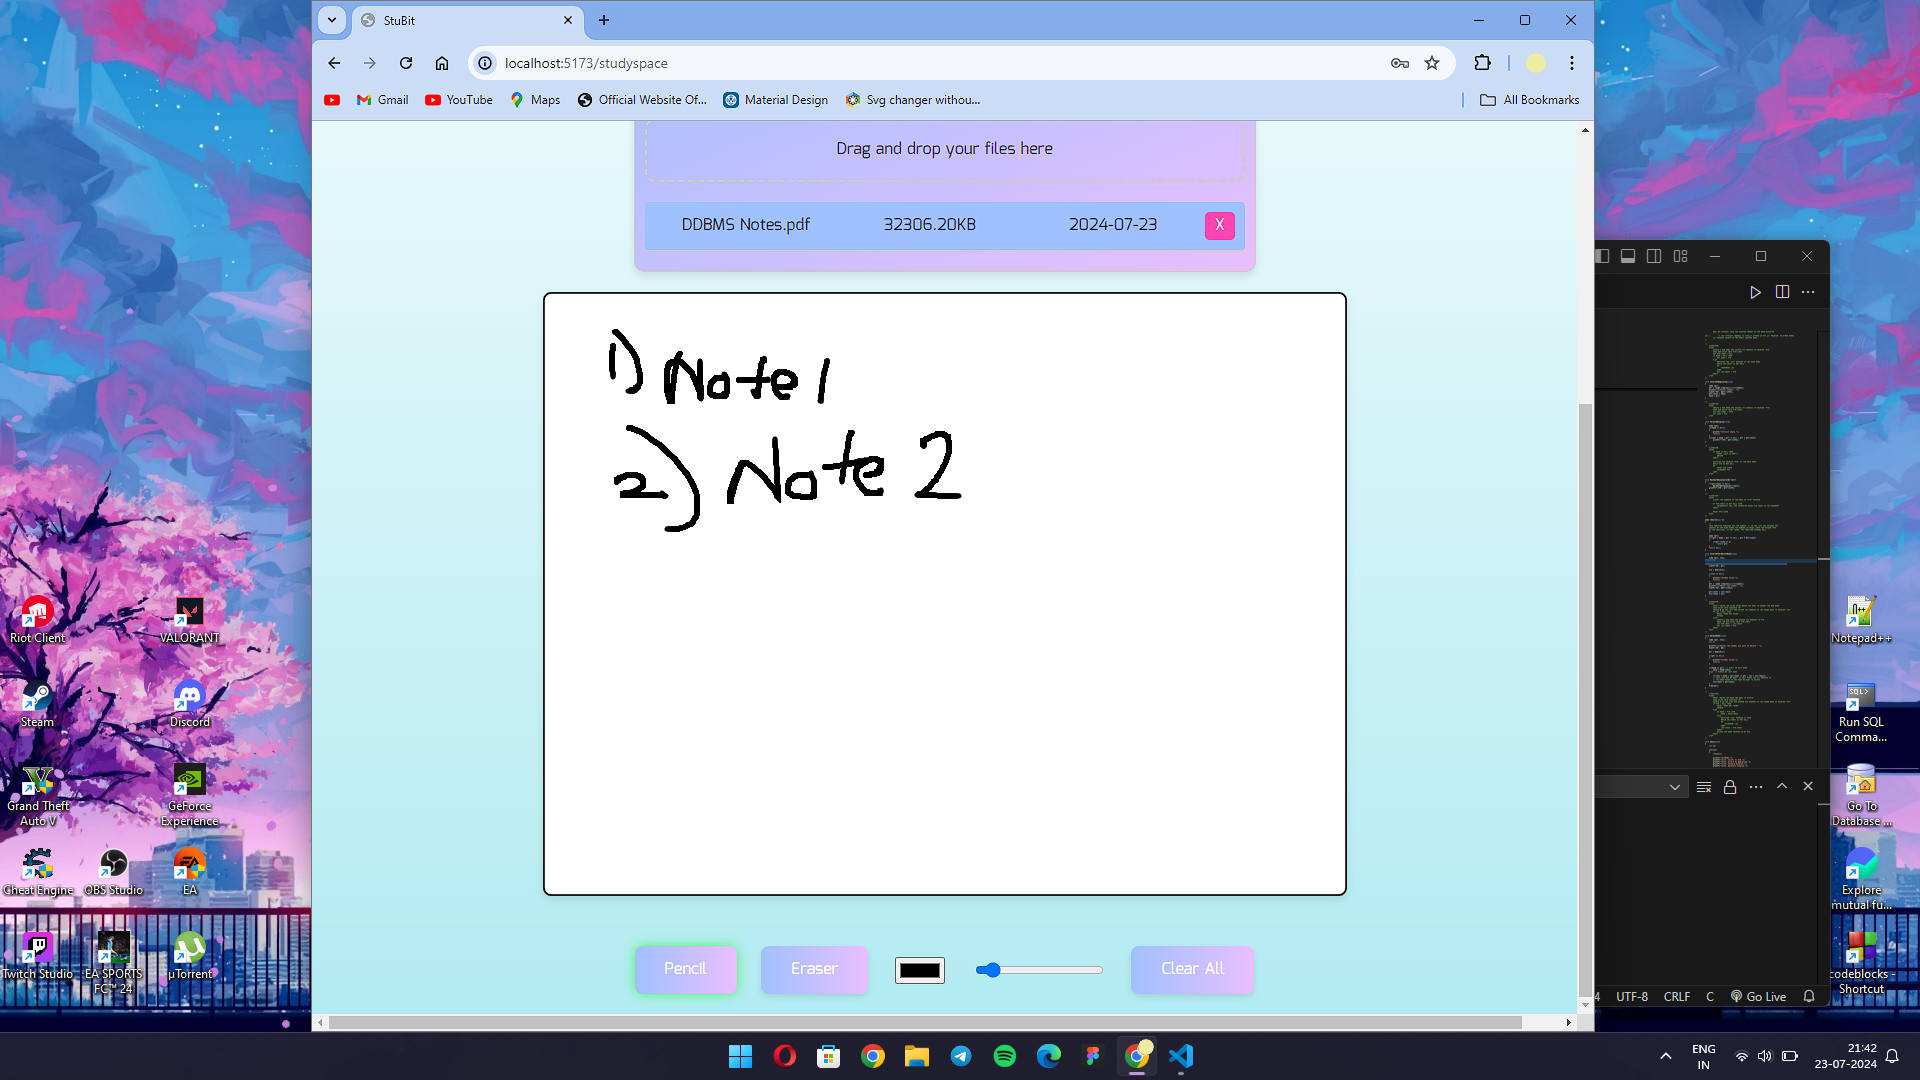 StuBit
localhost:5173/studyspace
Gmail
YouTube
Maps
Official Website Of...
Material Design
Svg changer withou...
All Bookmarks
Drag and drop your files here
DDBMS Notes.pdf 32306.20KB 2024-07-23 X
1) Note 1
2) Note 2
Pencil
Eraser
Clear All
Riot Client
VALORANT
Steam
Discord
Grand Theft
Auto V
GeForce
Experience
Cheat Engine
OBS Studio
EA
Twitch Studio
EA SPORTS
FC™ 24
µTorrent
Notepad++
Run SQL
Comma...
Go To
Database ...
Explore
mutual fu...
codeblocks -
Shortcut
4 UTF-8 CRLF C Go Live
ENG
IN
21:42
23-07-2024